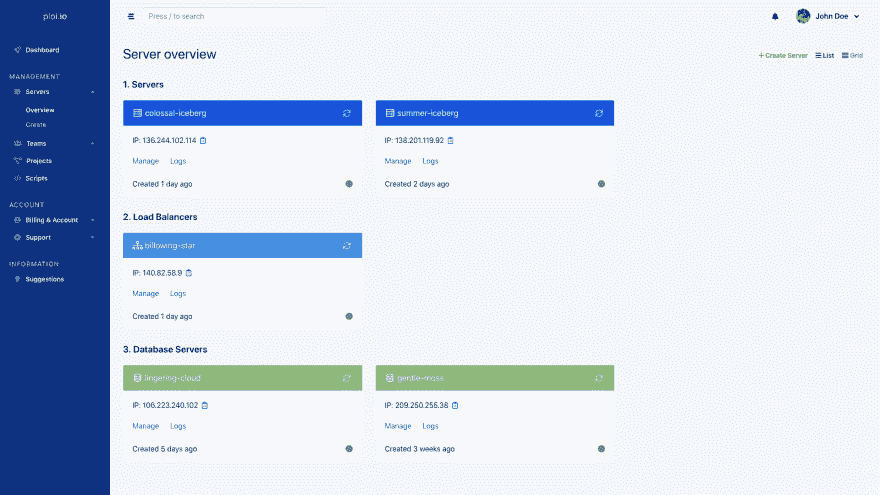 ploi.io
Press / to search
John Doe
Dashboard
Server overview
+ Create Server
List
Grid
MANAGEMENT
Servers
Overview
Create
Teams
Projects
Scripts
ACCOUNT
Billing & Account
Support
INFORMATION
Suggestions
1. Servers
colossal-iceberg
IP: 136.244.102.114
Manage Logs
Created 1 day ago
summer-iceberg
IP: 138.201.119.92
Manage Logs
Created 2 days ago
2. Load Balancers
billowing-star
IP: 140.82.58.9
Manage Logs
Created 1 day ago
3. Database Servers
lingering-cloud
IP: 106.223.240.102
Manage Logs
Created 5 days ago
gentle-moss
IP: 209.250.255.38
Manage Logs
Created 3 weeks ago